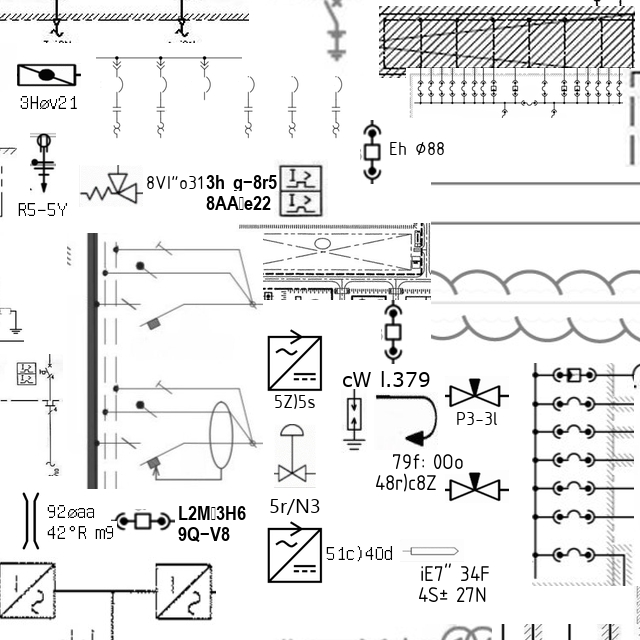 3Høv21
Eh Ø88
8VI"o313h g-8r5
8AA▯e22
R5-5Y
5Z)5s
cW l.379
P3-3l
79f: 0Oo
48r)c8Z
5r/N3
92øaa
42°R m9
L2M▯3H6
9Q-V8
51c)40d
iE7" 34F
4S± 27N